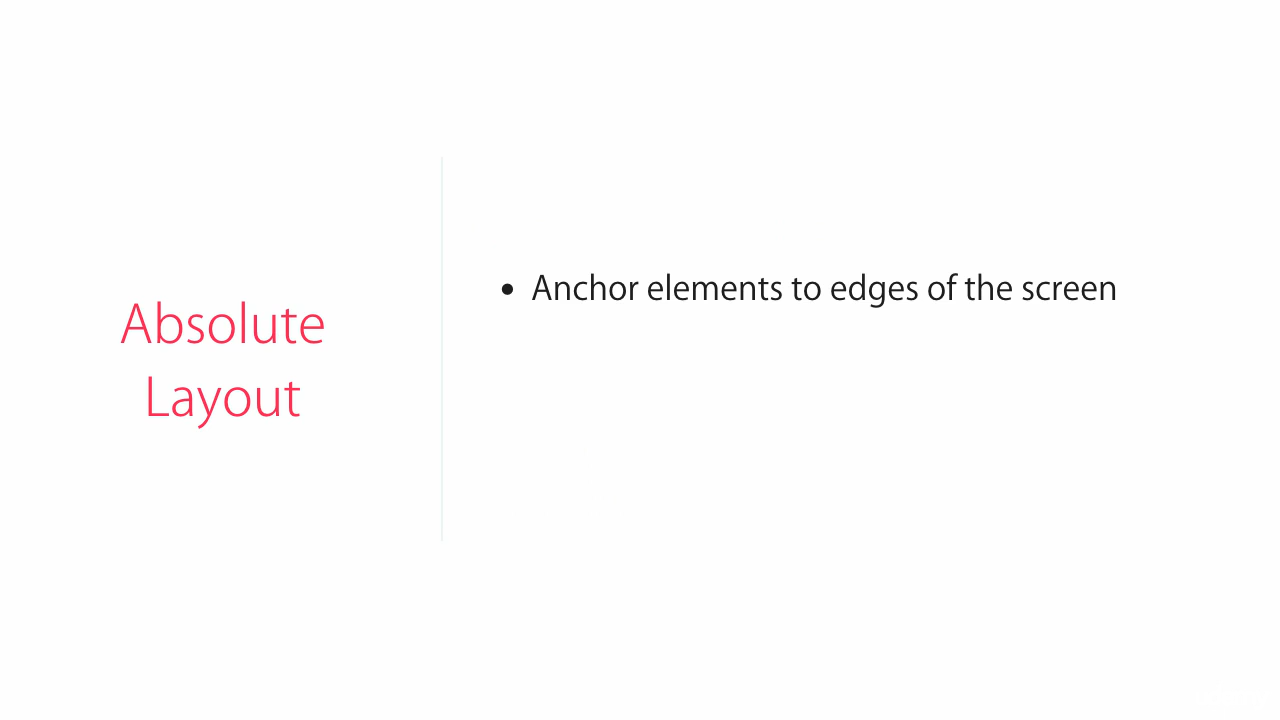 Absolute
Layout
• Anchor elements to edges of the screen